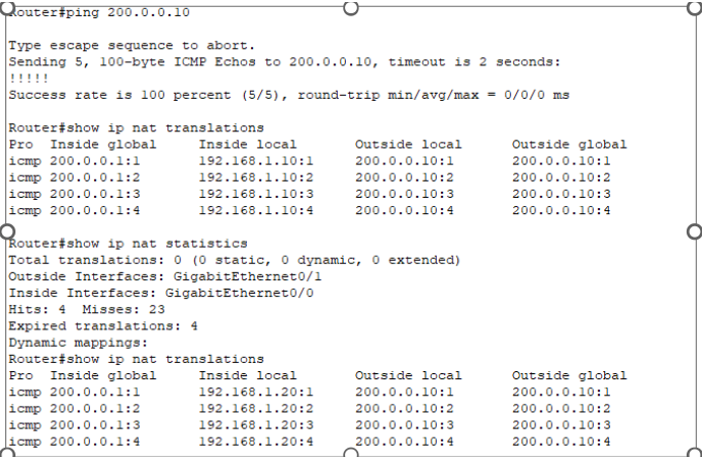 Router#ping 200.0.0.10
Type escape sequence to abort.
Sending 5, 100-byte ICMP Echos to 200.0.0.10, timeout is 2 seconds:
!!!!!
Success rate is 100 percent (5/5), round-trip min/avg/max = 0/0/0 ms
Router#show ip nat translations
Pro Inside global Inside local Outside local Outside global
icmp 200.0.0.1:1 192.168.1.10:1 200.0.0.10:1 200.0.0.10:1
icmp 200.0.0.1:2 192.168.1.10:2 200.0.0.10:2 200.0.0.10:2
icmp 200.0.0.1:3 192.168.1.10:3 200.0.0.10:3 200.0.0.10:3
icmp 200.0.0.1:4 192.168.1.10:4 200.0.0.10:4 200.0.0.10:4
Router#show ip nat statistics
Total translations: 0 (0 static, 0 dynamic, 0 extended)
Outside Interfaces: GigabitEthernet0/1
Inside Interfaces: GigabitEthernet0/0
Hits: 4 Misses: 23
Expired translations: 4
Dynamic mappings:
Router#show ip nat translations
Pro Inside global Inside local Outside local Outside global
icmp 200.0.0.1:1 192.168.1.20:1 200.0.0.10:1 200.0.0.10:1
icmp 200.0.0.1:2 192.168.1.20:2 200.0.0.10:2 200.0.0.10:2
icmp 200.0.0.1:3 192.168.1.20:3 200.0.0.10:3 200.0.0.10:3
icmp 200.0.0.1:4 192.168.1.20:4 200.0.0.10:4 200.0.0.10:4